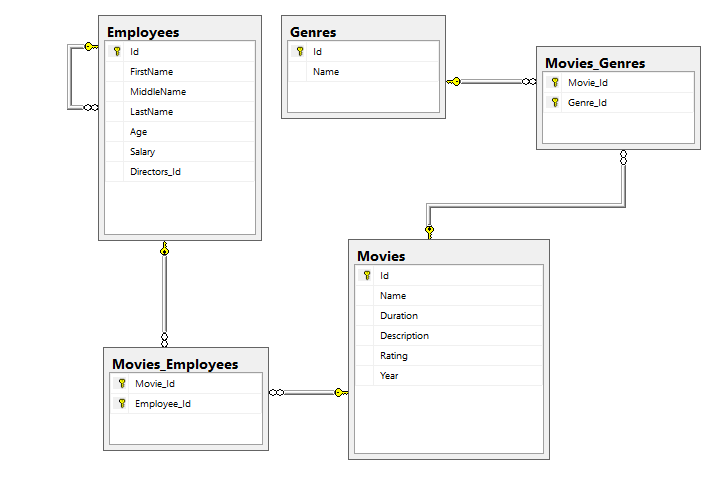 Employees
Id
FirstName
MiddleName
LastName
Age
Salary
Directors_Id
Genres
Id
Name
Movies_Genres
Movie_Id
Genre_Id
Movies
Id
Name
Duration
Description
Rating
Year
Movies_Employees
Movie_Id
Employee_Id